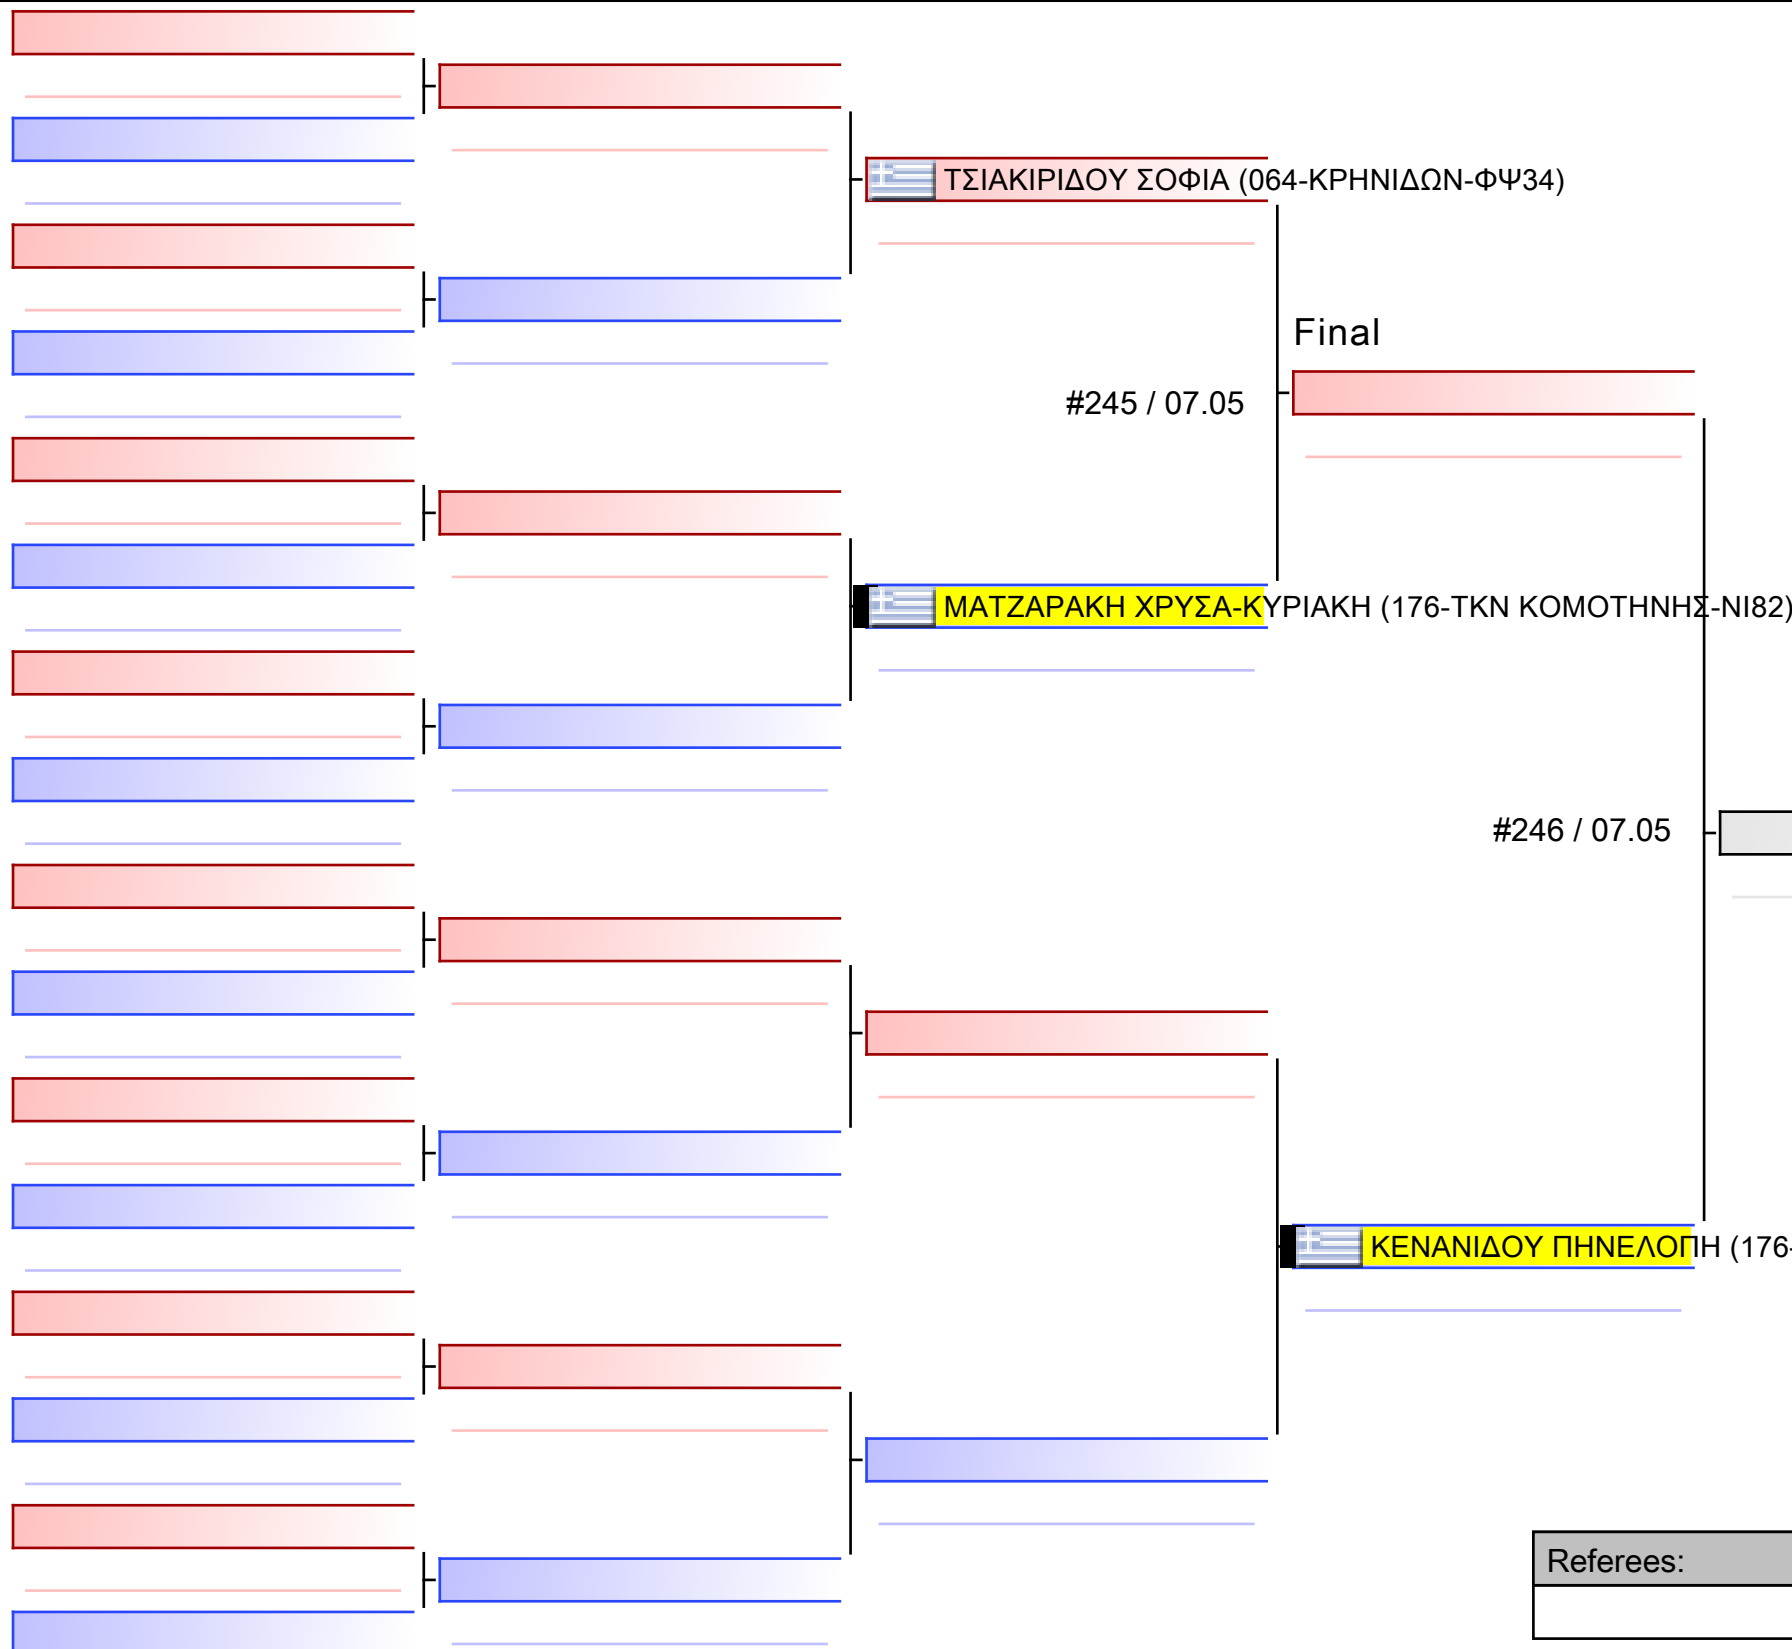 ΤΣΙΑΚΙΡΙΔΟΥ ΣΟΦΙΑ (064-ΚΡΗΝΙΔΩΝ-ΦΨ34)
Final
#245 / 07.05
ΜΑΤΖΑΡΑΚΗ ΧΡΥΣΑ-ΚΥΡΙΑΚΗ (176-ΤΚΝ ΚΟΜΟΤΗΝΗΣ-ΝΙ82)
#246 / 07.05
ΚΕΝΑΝΙΔΟΥ ΠΗΝΕΛΟΠΗ (176-
Referees: